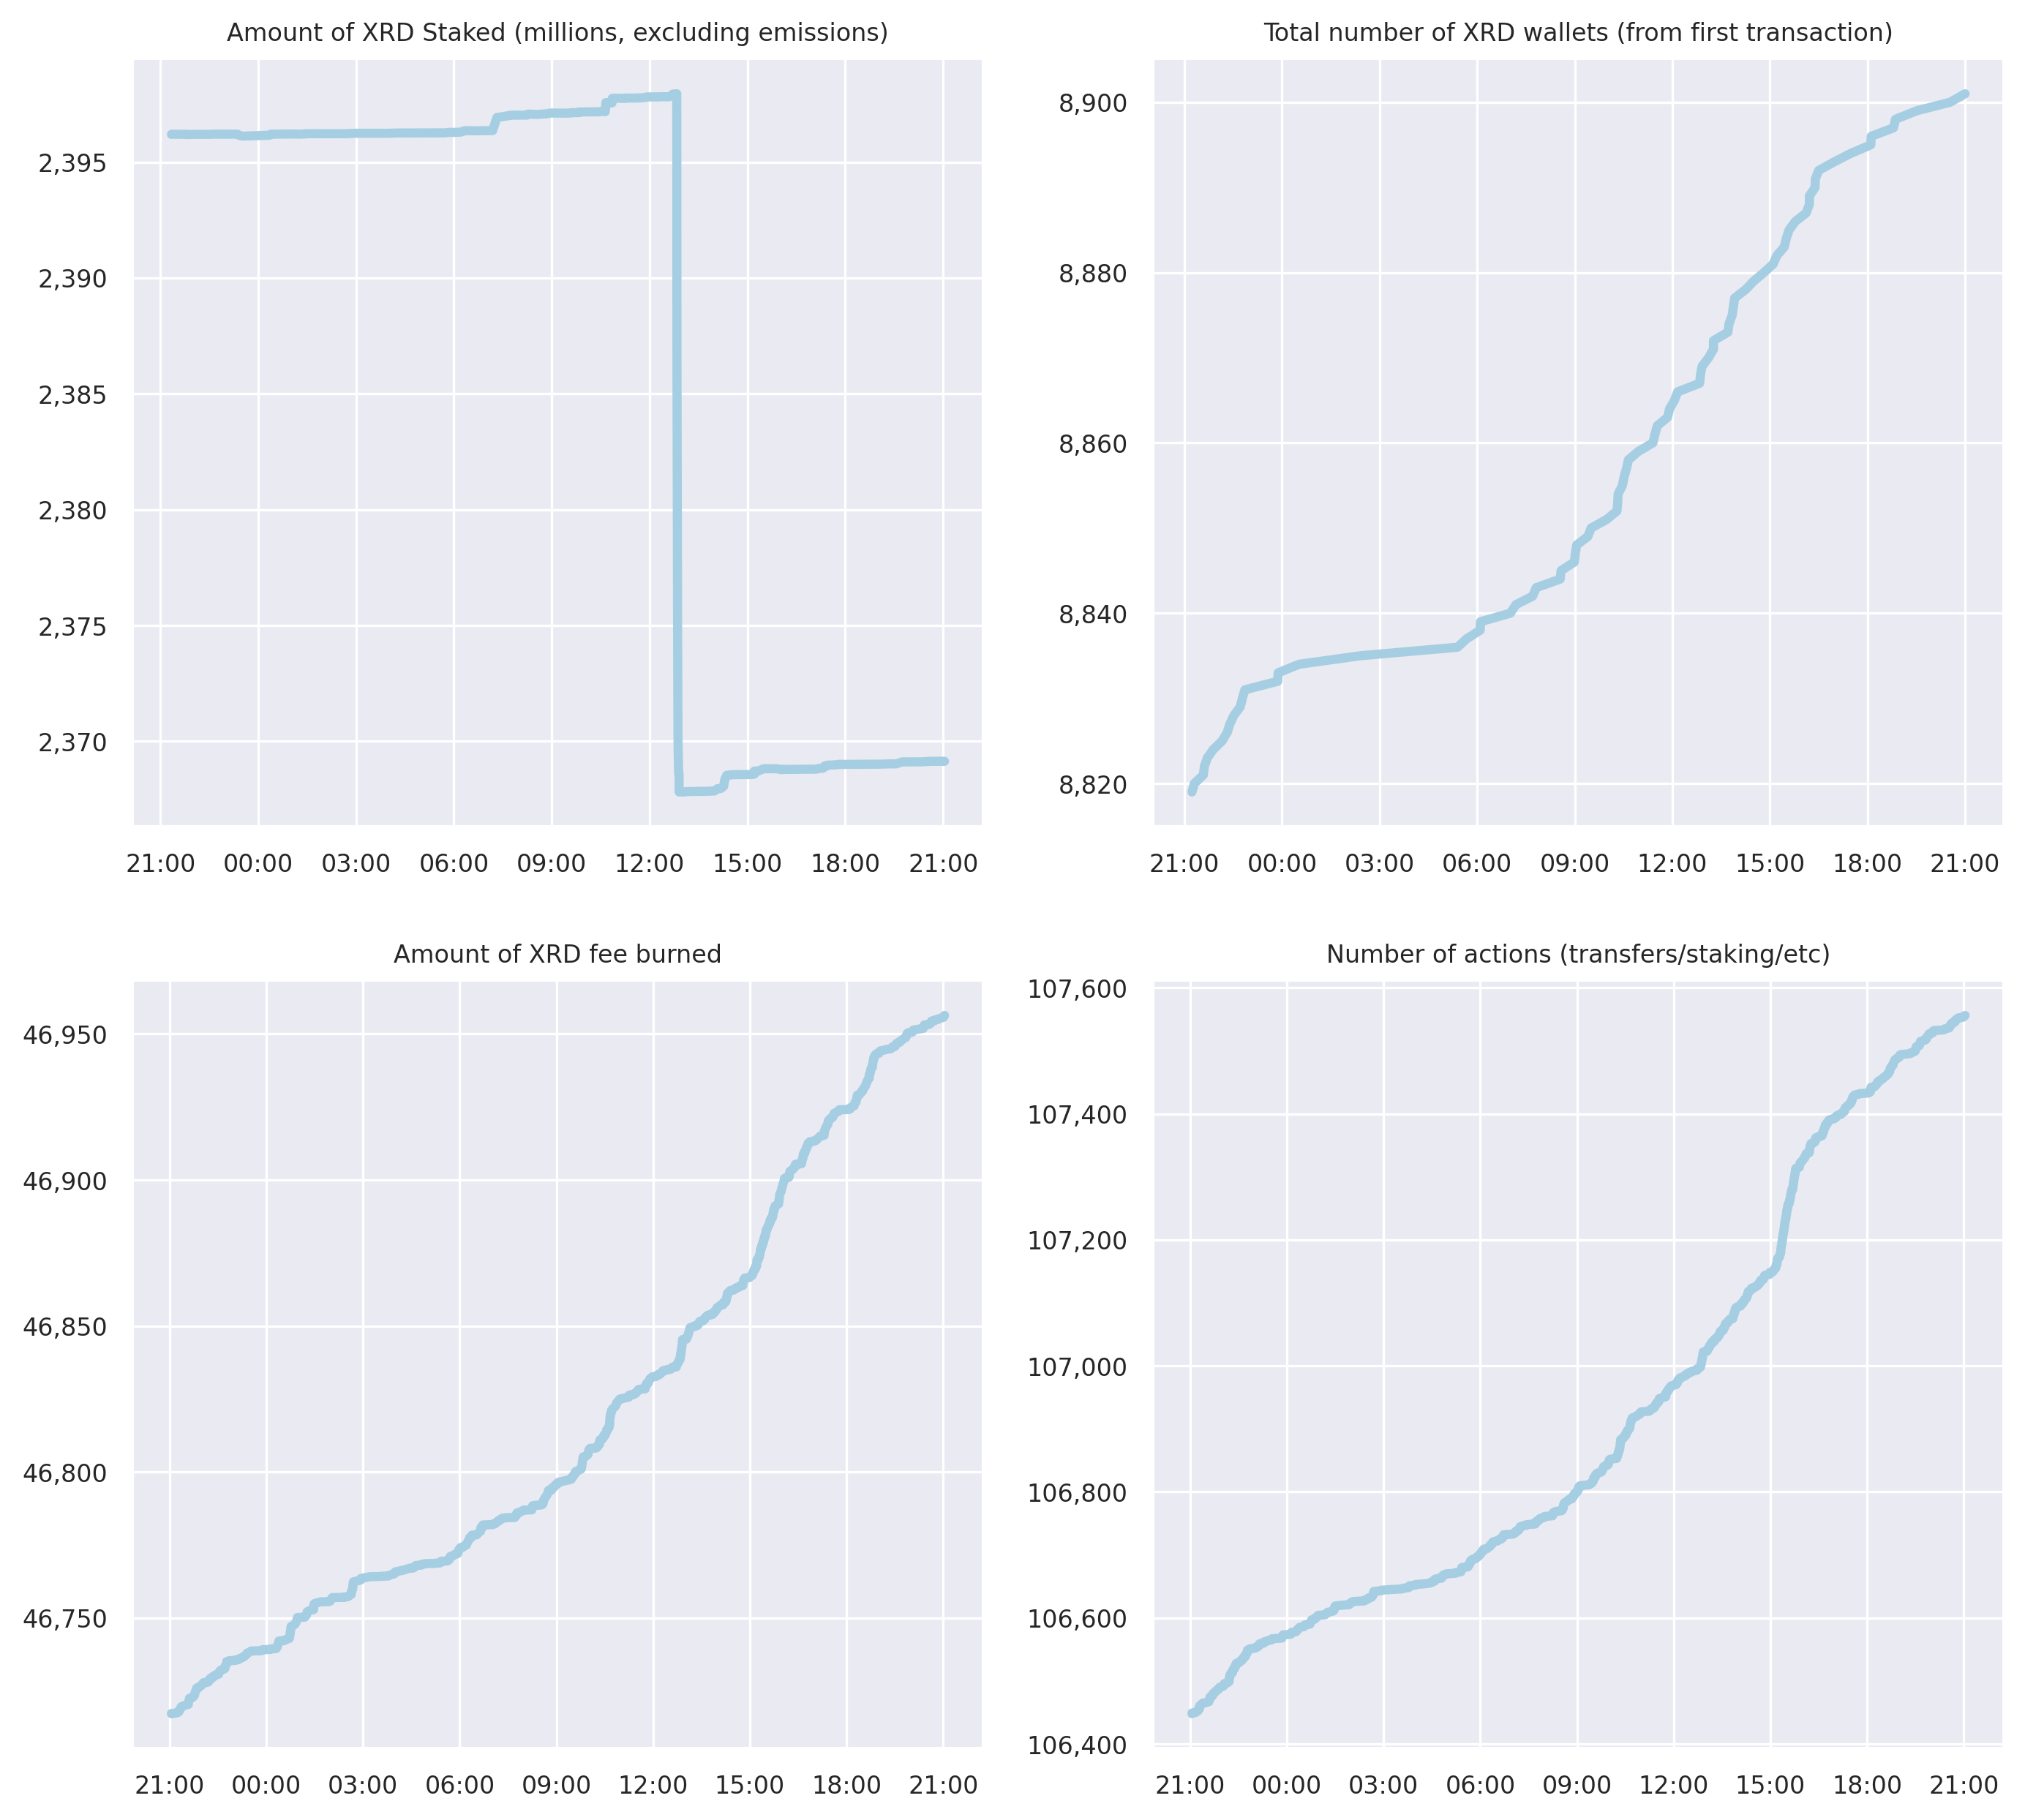 Amount of XRD Staked (millions, excluding emissions)
2,395
2,390
2,385
2,380
2,375
2,370
21:00 00:00 03:00 06:00 09:00 12:00 15:00 18:00 21:00
Total number of XRD wallets (from first transaction)
8,900
8,880
8,860
8,840
8,820
21:00 00:00 03:00 06:00 09:00 12:00 15:00 18:00 21:00
Amount of XRD fee burned
46,950
46,900
46,850
46,800
46,750
21:00 00:00 03:00 06:00 09:00 12:00 15:00 18:00 21:00
Number of actions (transfers/staking/etc)
107,600
107,400
107,200
107,000
106,800
106,600
106,400
21:00 00:00 03:00 06:00 09:00 12:00 15:00 18:00 21:00